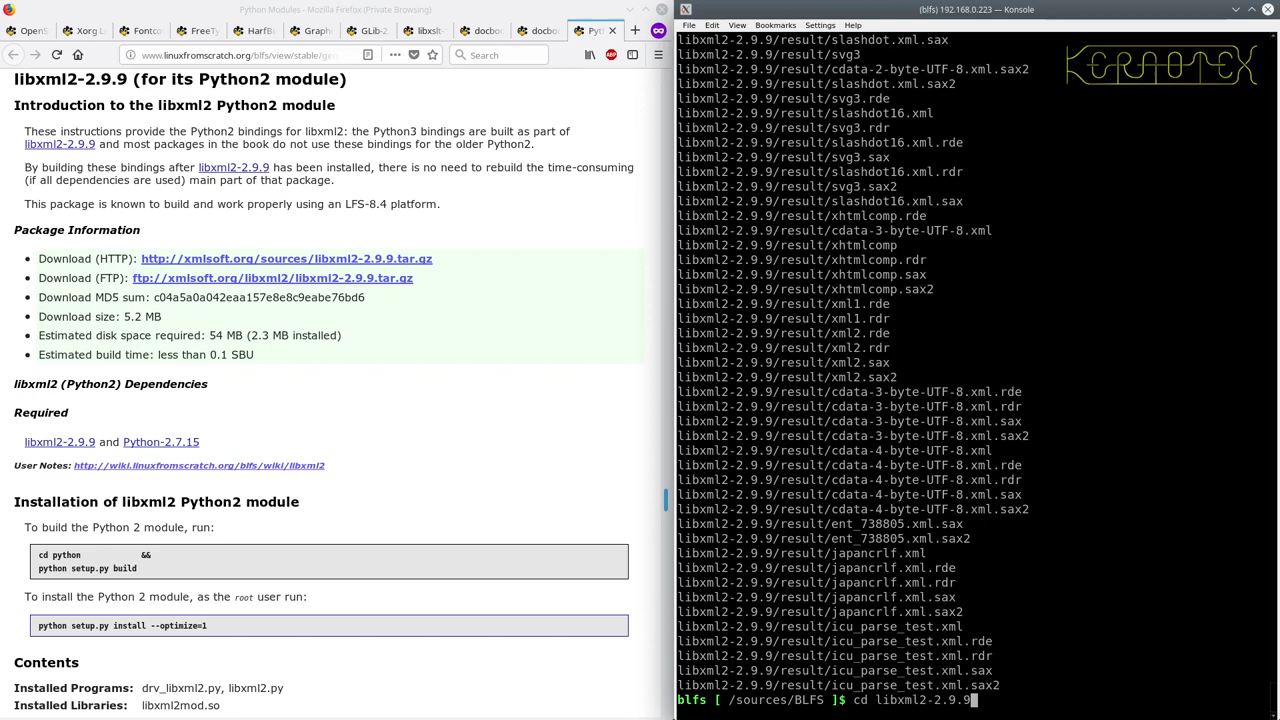 Python Modules - Mozilla Firefox (Private Browsing)
OpenS
Xorg L
Fontco
FreeTy
HarfB
Graphi
GLib-2
libxslt-
docbo
docbo
Pyt
www.linuxfromscratch.org/blfs/view/stable/ge
Search
libxml2-2.9.9 (for its Python2 module)
Introduction to the libxml2 Python2 module
These instructions provide the Python2 bindings for libxml2: the Python3 bindings are built as part of
libxml2-2.9.9 and most packages in the book do not use these bindings for the older Python2.
By building these bindings after libxml2-2.9.9 has been installed, there is no need to rebuild the time-consuming
(if all dependencies are used) main part of that package.
This package is known to build and work properly using an LFS-8.4 platform.
Package Information
Download (HTTP): http://xmlsoft.org/sources/libxml2-2.9.9.tar.gz
Download (FTP): ftp://xmlsoft.org/libxml2/libxml2-2.9.9.tar.gz
Download MD5 sum: c04a5a0a042eaa157e8e8c9eabe76bd6
Download size: 5.2 MB
Estimated disk space required: 54 MB (2.3 MB installed)
Estimated build time: less than 0.1 SBU
libxml2 (Python2) Dependencies
Required
libxml2-2.9.9 and Python-2.7.15
User Notes: http://wiki.linuxfromscratch.org/blfs/wiki/libxml2
Installation of libxml2 Python2 module
To build the Python 2 module, run:
cd python &&
python setup.py build
To install the Python 2 module, as the root user run:
python setup.py install --optimize=1
Contents
Installed Programs: drv_libxml2.py, libxml2.py
Installed Libraries: libxml2mod.so
(blfs) 192.168.0.223 — Konsole
File Edit View Bookmarks Settings Help
KERNOTEX
libxml2-2.9.9/result/slashdot.xml.sax
libxml2-2.9.9/result/svg3
libxml2-2.9.9/result/cdata-2-byte-UTF-8.xml.sax2
libxml2-2.9.9/result/slashdot.xml.sax2
libxml2-2.9.9/result/svg3.rde
libxml2-2.9.9/result/slashdot16.xml
libxml2-2.9.9/result/svg3.rdr
libxml2-2.9.9/result/slashdot16.xml.rde
libxml2-2.9.9/result/svg3.sax
libxml2-2.9.9/result/slashdot16.xml.rdr
libxml2-2.9.9/result/svg3.sax2
libxml2-2.9.9/result/slashdot16.xml.sax
libxml2-2.9.9/result/xhtmlcomp.rde
libxml2-2.9.9/result/cdata-3-byte-UTF-8.xml
libxml2-2.9.9/result/xhtmlcomp
libxml2-2.9.9/result/xhtmlcomp.rdr
libxml2-2.9.9/result/xhtmlcomp.sax
libxml2-2.9.9/result/xhtmlcomp.sax2
libxml2-2.9.9/result/xml1.rde
libxml2-2.9.9/result/xml1.rdr
libxml2-2.9.9/result/xml2.rde
libxml2-2.9.9/result/xml2.rdr
libxml2-2.9.9/result/xml2.sax
libxml2-2.9.9/result/xml2.sax2
libxml2-2.9.9/result/cdata-3-byte-UTF-8.xml.rde
libxml2-2.9.9/result/cdata-3-byte-UTF-8.xml.rdr
libxml2-2.9.9/result/cdata-3-byte-UTF-8.xml.sax
libxml2-2.9.9/result/cdata-3-byte-UTF-8.xml.sax2
libxml2-2.9.9/result/cdata-4-byte-UTF-8.xml
libxml2-2.9.9/result/cdata-4-byte-UTF-8.xml.rde
libxml2-2.9.9/result/cdata-4-byte-UTF-8.xml.rdr
libxml2-2.9.9/result/cdata-4-byte-UTF-8.xml.sax
libxml2-2.9.9/result/cdata-4-byte-UTF-8.xml.sax2
libxml2-2.9.9/result/ent_738805.xml.sax
libxml2-2.9.9/result/ent_738805.xml.sax2
libxml2-2.9.9/result/japancrlf.xml
libxml2-2.9.9/result/japancrlf.xml.rde
libxml2-2.9.9/result/japancrlf.xml.rdr
libxml2-2.9.9/result/japancrlf.xml.sax
libxml2-2.9.9/result/japancrlf.xml.sax2
libxml2-2.9.9/result/icu_parse_test.xml
libxml2-2.9.9/result/icu_parse_test.xml.rde
libxml2-2.9.9/result/icu_parse_test.xml.rdr
libxml2-2.9.9/result/icu_parse_test.xml.sax
libxml2-2.9.9/result/icu_parse_test.xml.sax2
blfs [ /sources/BLFS ]$ cd libxml2-2.9.9